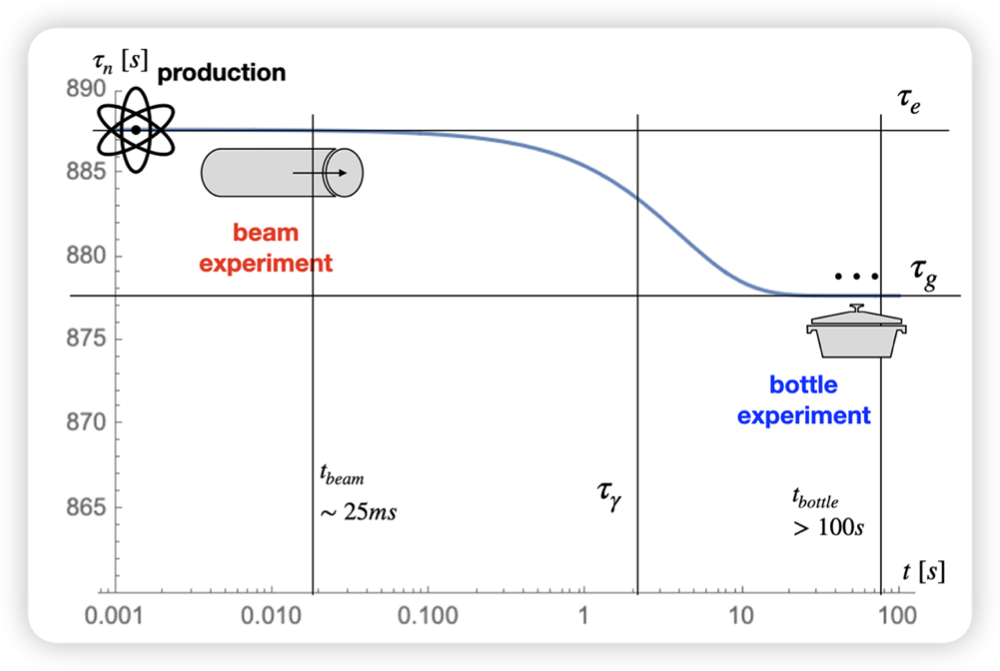 τn [s]
production
890
τe
885
beam
experiment
880
τg
875
bottle
experiment
870
tbeam
~ 25ms
τγ
tbottle
> 100s
865
t [s]
0.001 0.010 0.100 1 10 100